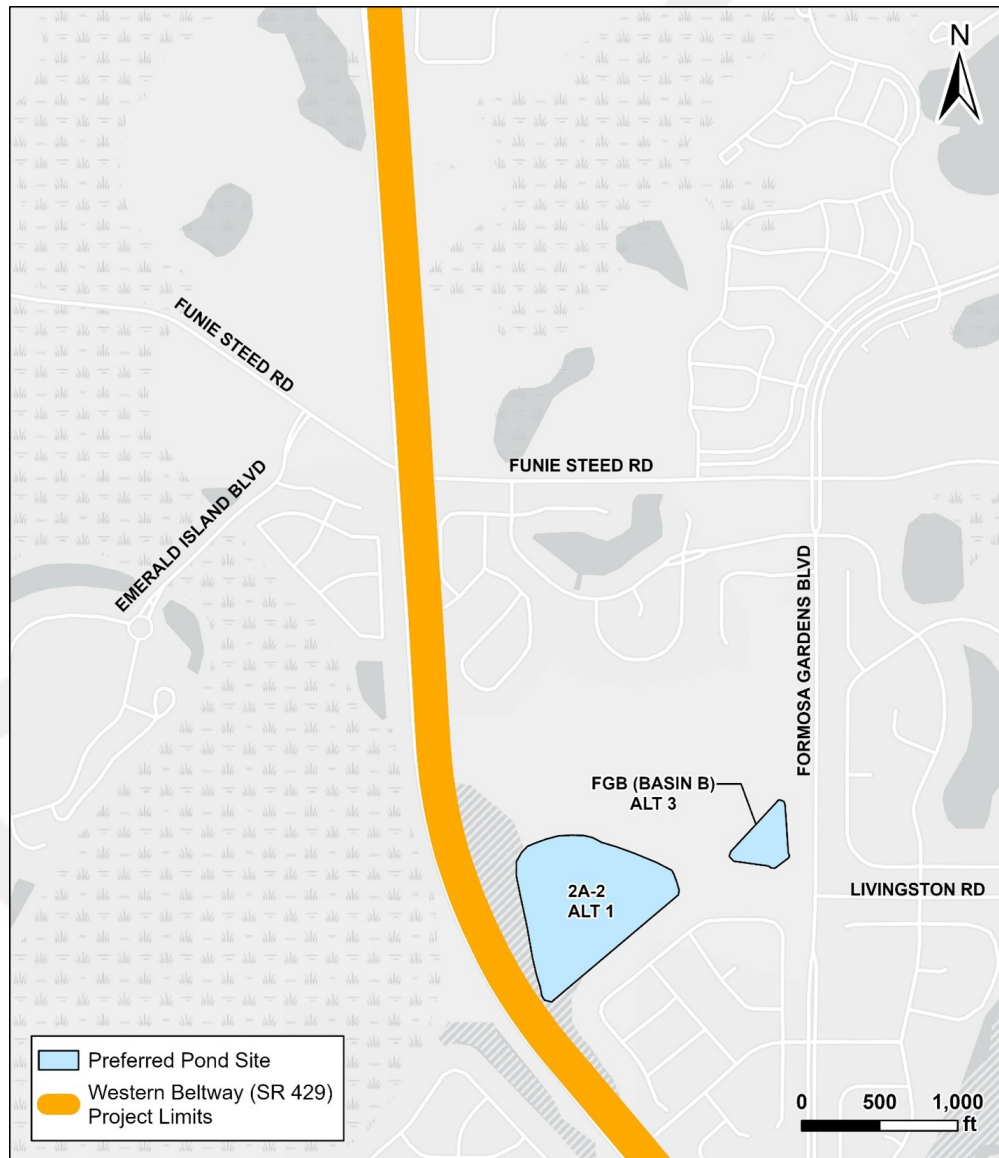 N
FUNIE STEED RD
FUNIE STEED RD
EMERALD ISLAND BLVD
FORMOSA GARDENS BLVD
FGB (BASIN B)
ALT 3
2A-2
ALT 1
LIVINGSTON RD
Preferred Pond Site
Western Beltway (SR 429)
Project Limits
0 500 1,000
ft